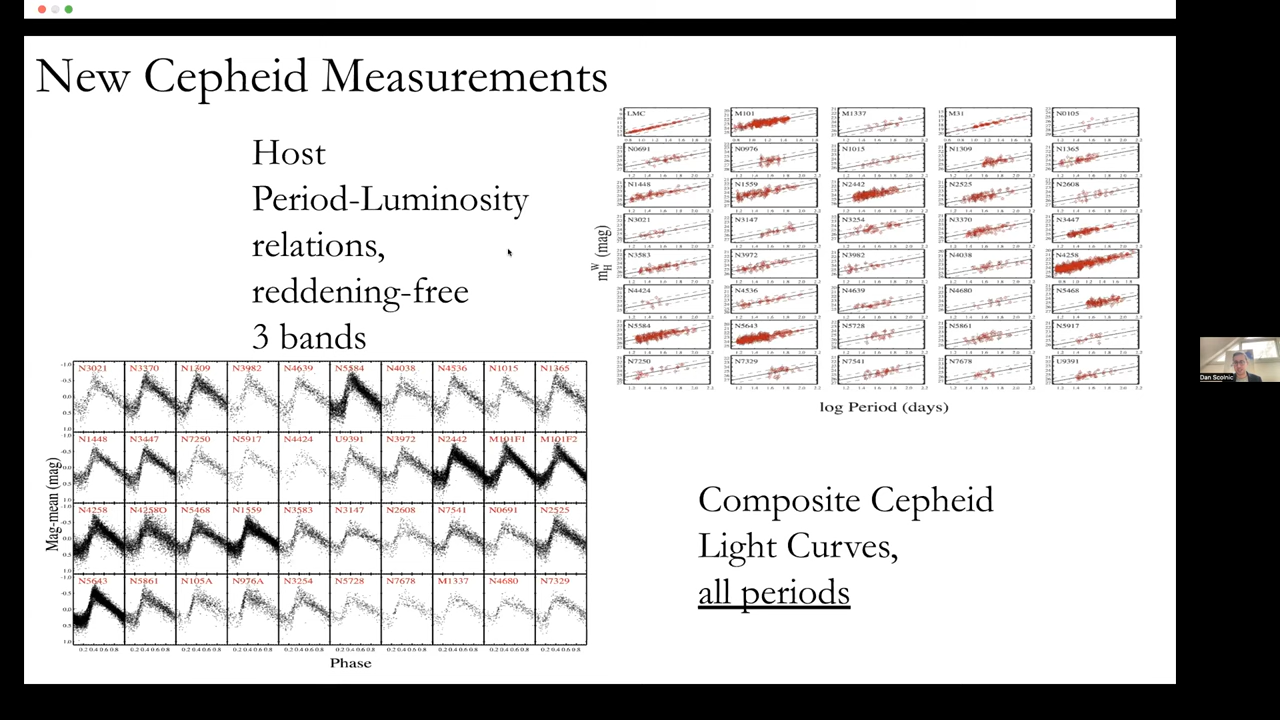 New Cepheid Measurements
Host
Period-Luminosity
relations,
reddening-free
3 bands
LMC M101 M1337 M31 N0105
N0691 N0976 N1015 N1309 N1365
N1448 N1559 N2442 N2525 N2608
N3021 N3147 N3254 N3370 N3447
N3583 N3972 N3982 N4038 N4258
N4424 N4536 N4639 N4680 N5468
N5584 N5643 N5728 N5861 N5917
N7250 N7329 N7541 N7678 U9391
m_H^W (mag)
log Period (days)
N3021 N3370 N1309 N3982 N4639 N5584 N4038 N4536 N1015 N1365
N1448 N3447 N7250 N5917 N4424 U9391 N3972 N2442 M101F1 M101F2
N4258 N4258O N5468 N1559 N3583 N3147 N2608 N7541 N0691 N2525
N5643 N5861 N105A N976A N3254 N5728 N7678 M1337 N4680 N7329
Mag-mean (mag)
Phase
Composite Cepheid
Light Curves,
all periods
Dan Scolnic